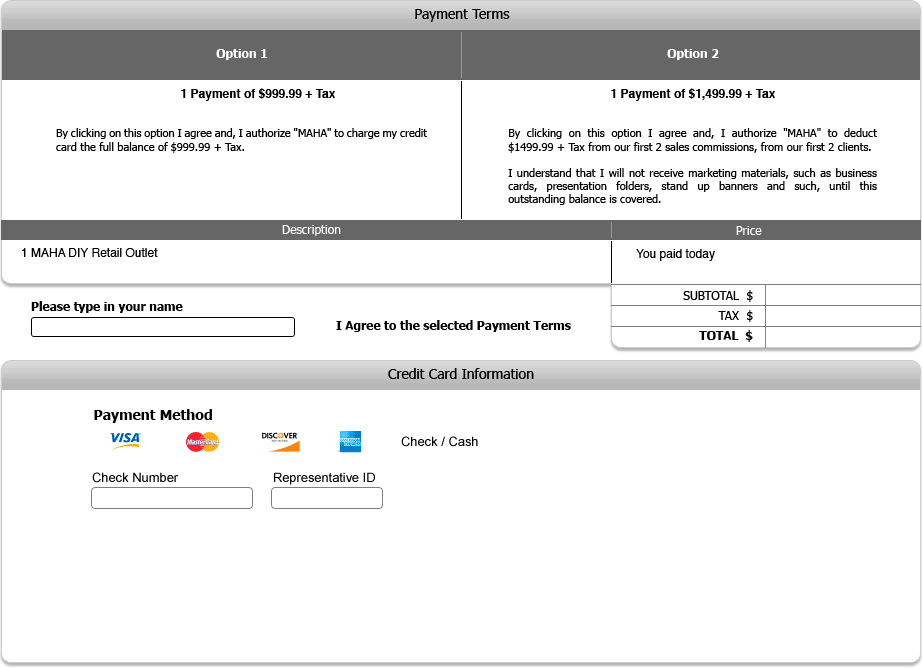 Payment Terms
Option 1
Option 2
1 Payment of $999.99 + Tax
1 Payment of $1,499.99 + Tax
By clicking on this option I agree and, I authorize "MAHA" to charge my credit
card the full balance of $999.99 + Tax.
By clicking on this option I agree and, I authorize "MAHA" to deduct
$1499.99 + Tax from our first 2 sales commissions, from our first 2 clients.
I understand that I will not receive marketing materials, such as business
cards, presentation folders, stand up banners and such, until this
outstanding balance is covered.
Description
Price
1 MAHA DIY Retail Outlet
You paid today
SUBTOTAL $
TAX $
TOTAL $
Please type in your name
I Agree to the selected Payment Terms
Credit Card Information
Payment Method
VISA
MasterCard
DISCOVER
Check / Cash
Check Number
Representative ID